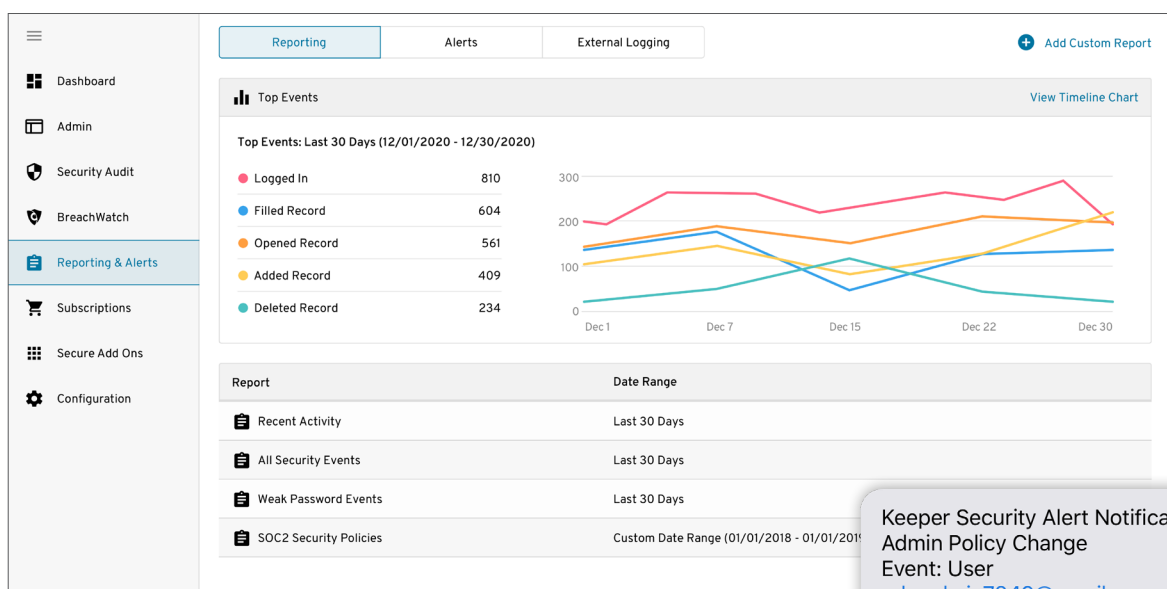 Reporting
Alerts
External Logging
Add Custom Report
Dashboard
Admin
Security Audit
BreachWatch
Reporting & Alerts
Subscriptions
Secure Add Ons
Configuration
Top Events
View Timeline Chart
Top Events: Last 30 Days (12/01/2020 - 12/30/2020)
Logged In 810
Filled Record 604
Opened Record 561
Added Record 409
Deleted Record 234
300
200
100
0
Dec 1 Dec 7 Dec 15 Dec 22 Dec 30
Report Date Range
Recent Activity Last 30 Days
All Security Events Last 30 Days
Weak Password Events Last 30 Days
SOC2 Security Policies Custom Date Range (01/01/2018 - 01/01/2019
Keeper Security Alert Notifica
Admin Policy Change
Event: User